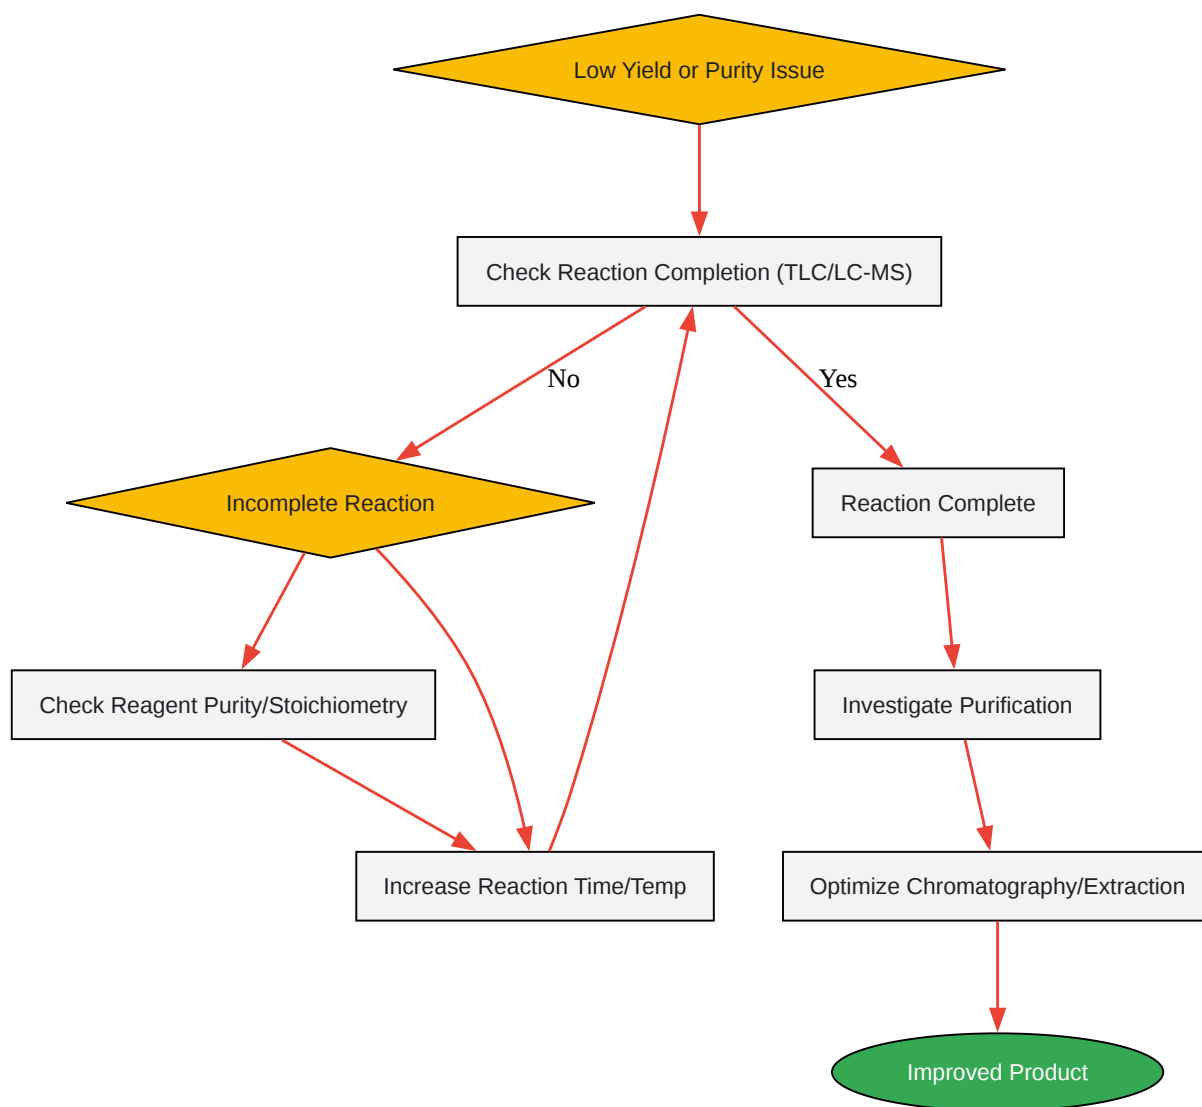 Low Yield or Purity Issue
Check Reaction Completion (TLC/LC-MS)
No
Yes
Incomplete Reaction
Reaction Complete
Check Reagent Purity/Stoichiometry
Investigate Purification
Increase Reaction Time/Temp
Optimize Chromatography/Extraction
Improved Product